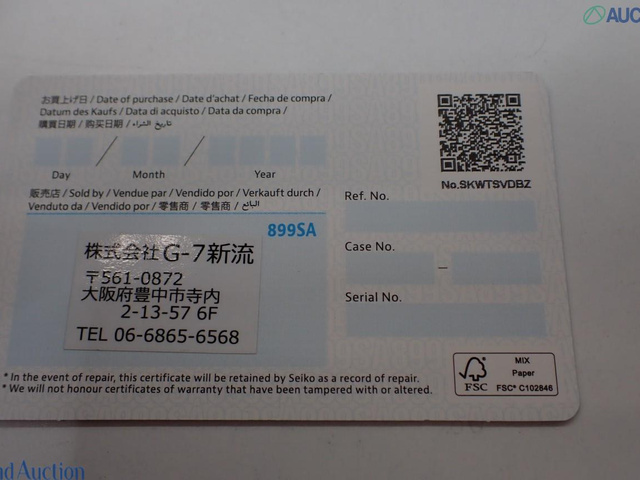 AUC
お買上げ日 / Date of purchase / Date d'achat / Fecha de compra /
Datum des Kaufs / Data di acquisto / Data da compra /
購買日期 / 购买日期 / تاريخ الشراء
Day / Month / Year
No.SKWTSVDBZ
販売店 / Sold by / Vendue par / Vendido por / Verkauft durch /
Venduto da / Vendido por / 零售商 / 零售商 / البائع
899SA
株式会社 G-7新流
〒561-0872
大阪府豊中市寺内
2-13-57 6F
TEL 06-6865-6568
Ref. No.
Case No.
–
Serial No.
* In the event of repair, this certificate will be retained by Seiko as a record of repair.
* We will not honour certificates of warranty that have been tampered with or altered.
FSC
MIX
Paper
FSC® C102846
nd Auction